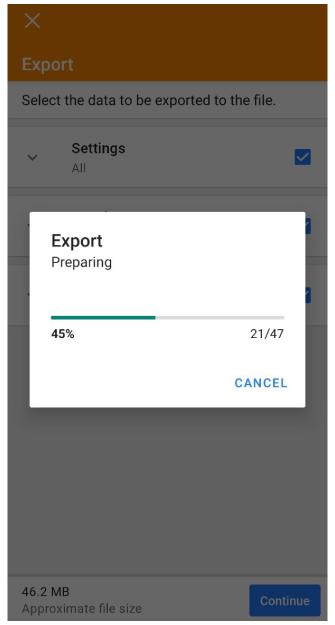 Export
Select the data to be exported to the file.
Settings
All
Export
Preparing
45% 21/47
CANCEL
46.2 MB
Approximate file size
Continue